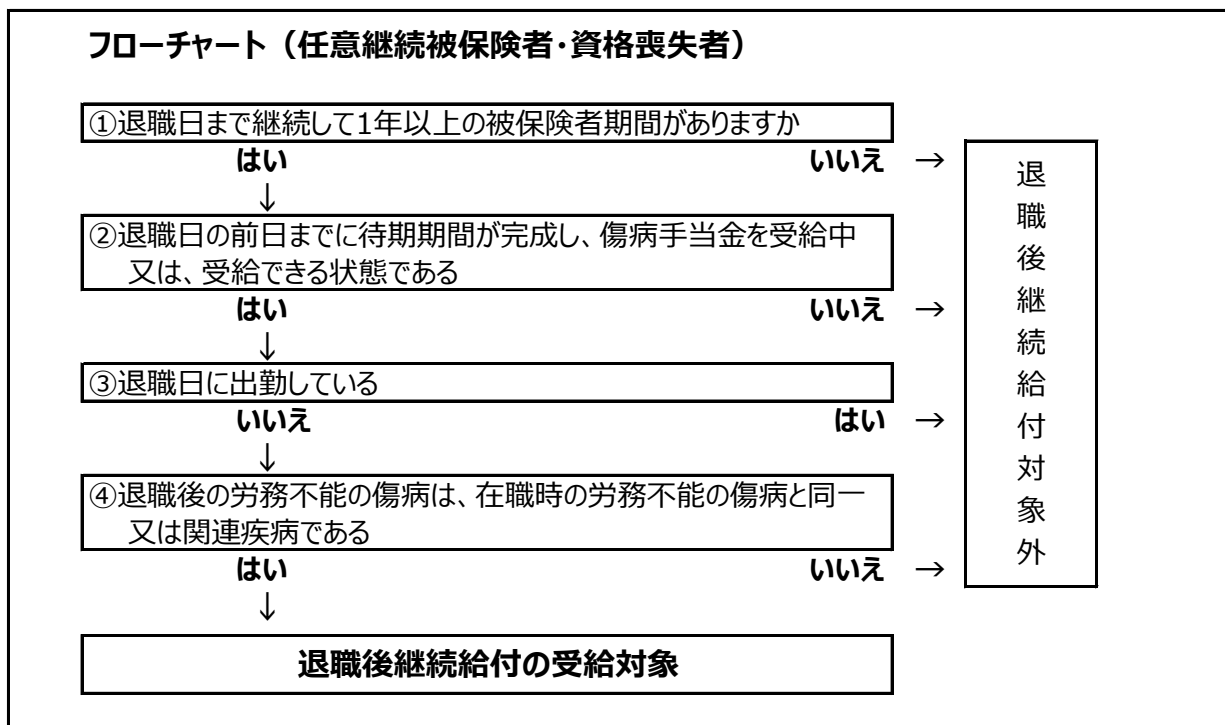 フローチャート（任意継続被保険者・資格喪失者）
①退職日まで継続して1年以上の被保険者期間がありますか
はい いいえ →
↓
②退職日の前日までに待期期間が完成し、傷病手当金を受給中
又は、受給できる状態である
はい いいえ →
↓
③退職日に出勤している
いいえ はい →
↓
④退職後の労務不能の傷病は、在職時の労務不能の傷病と同一
又は関連疾病である
はい いいえ →
↓
退職後継続給付の受給対象
退職後継続給付対象外